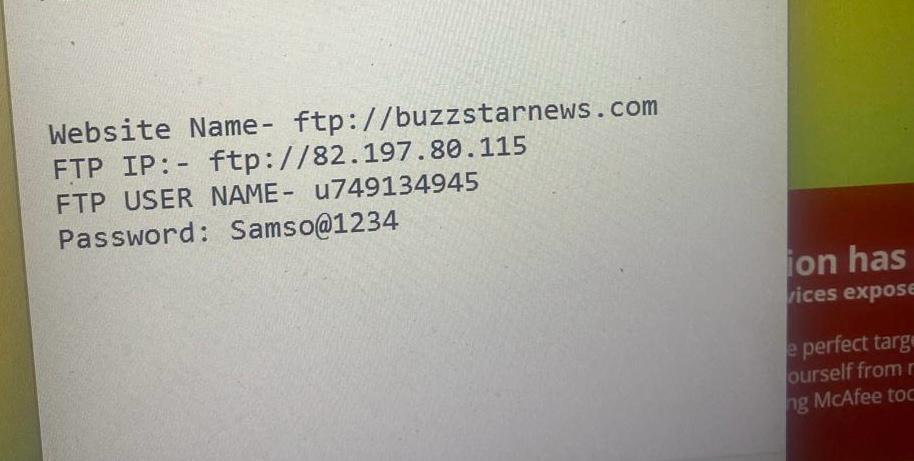 Website Name- ftp://buzzstarnews.com
FTP IP:- ftp://82.197.80.115
FTP USER NAME- u749134945
Password: Samso@1234
ion has
vices expose
e perfect targ
ourself from
ng McAfee too